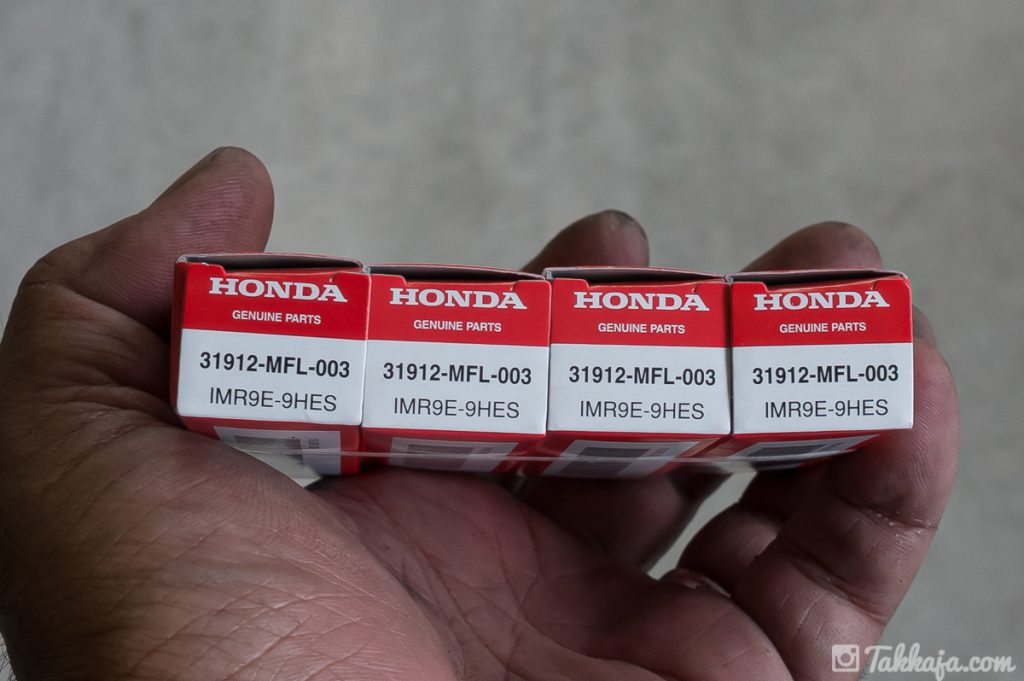 HONDA
GENUINE PARTS
31912-MFL-003
IMR9E-9HES
HONDA
GENUINE PARTS
31912-MFL-003
IMR9E-9HES
HONDA
GENUINE PARTS
31912-MFL-003
IMR9E-9HES
HONDA
GENUINE PARTS
31912-MFL-003
IMR9E-9HES
Takkaja.com